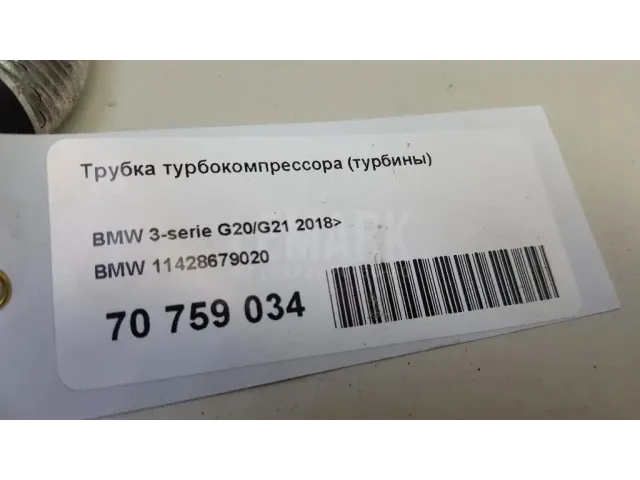 Трубка турбокомпрессора (турбины)
BMW 3-serie G20/G21 2018>
BMW 11428679020
70 759 034